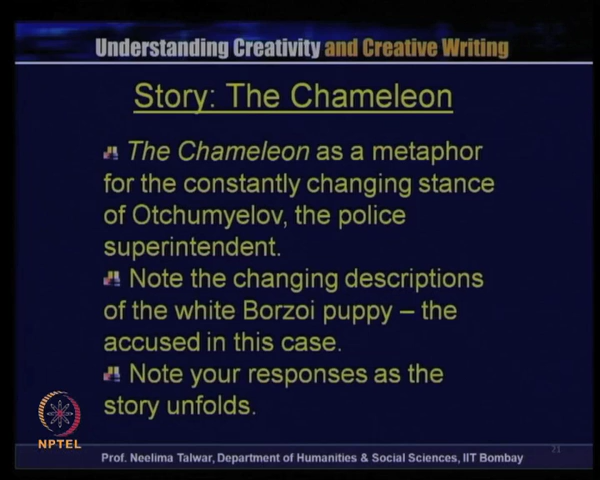 Understanding Creativity and Creative Writing
Story: The Chameleon
The Chameleon as a metaphor
for the constantly changing stance
of Otchumyelov, the police
superintendent.
Note the changing descriptions
of the white Borzoi puppy – the
accused in this case.
Note your responses as the
story unfolds.
NPTEL
Prof. Neelima Talwar, Department of Humanities & Social Sciences, IIT Bombay
21